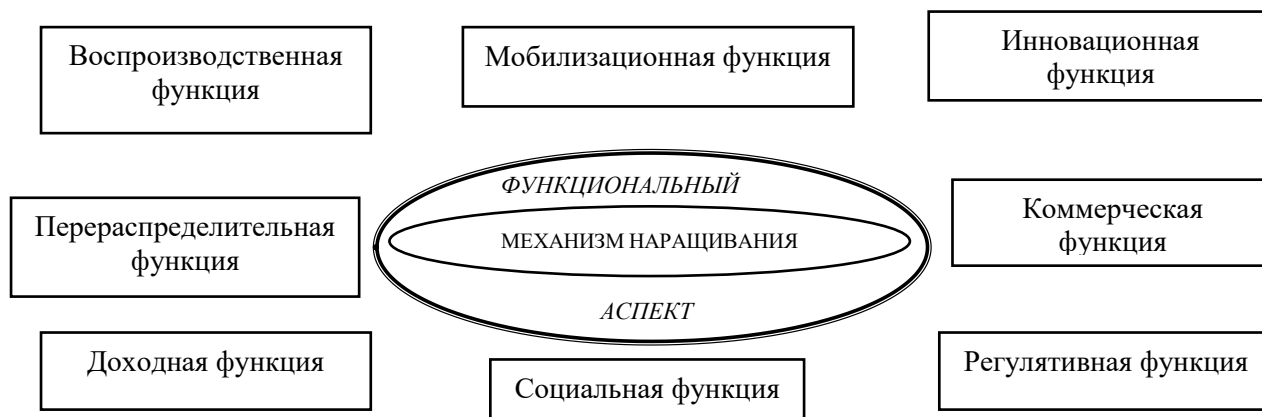 Воспроизводственная
функция
Мобилизационная функция
Инновационная
функция
ФУНКЦИОНАЛЬНЫЙ
Перераспределительная
функция
МЕХАНИЗМ НАРАЩИВАНИЯ
Коммерческая
функция
АСПЕКТ
Доходная функция
Социальная функция
Регулятивная функция